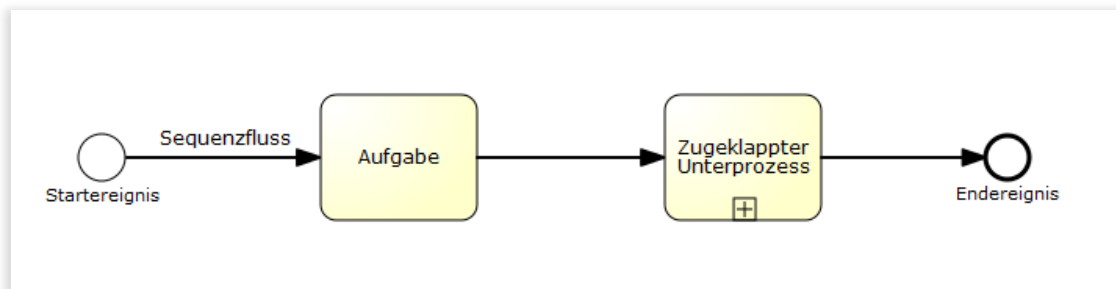 Sequenzfluss
Startereignis
Aufgabe
Zugeklappter
Unterprozess
Endereignis